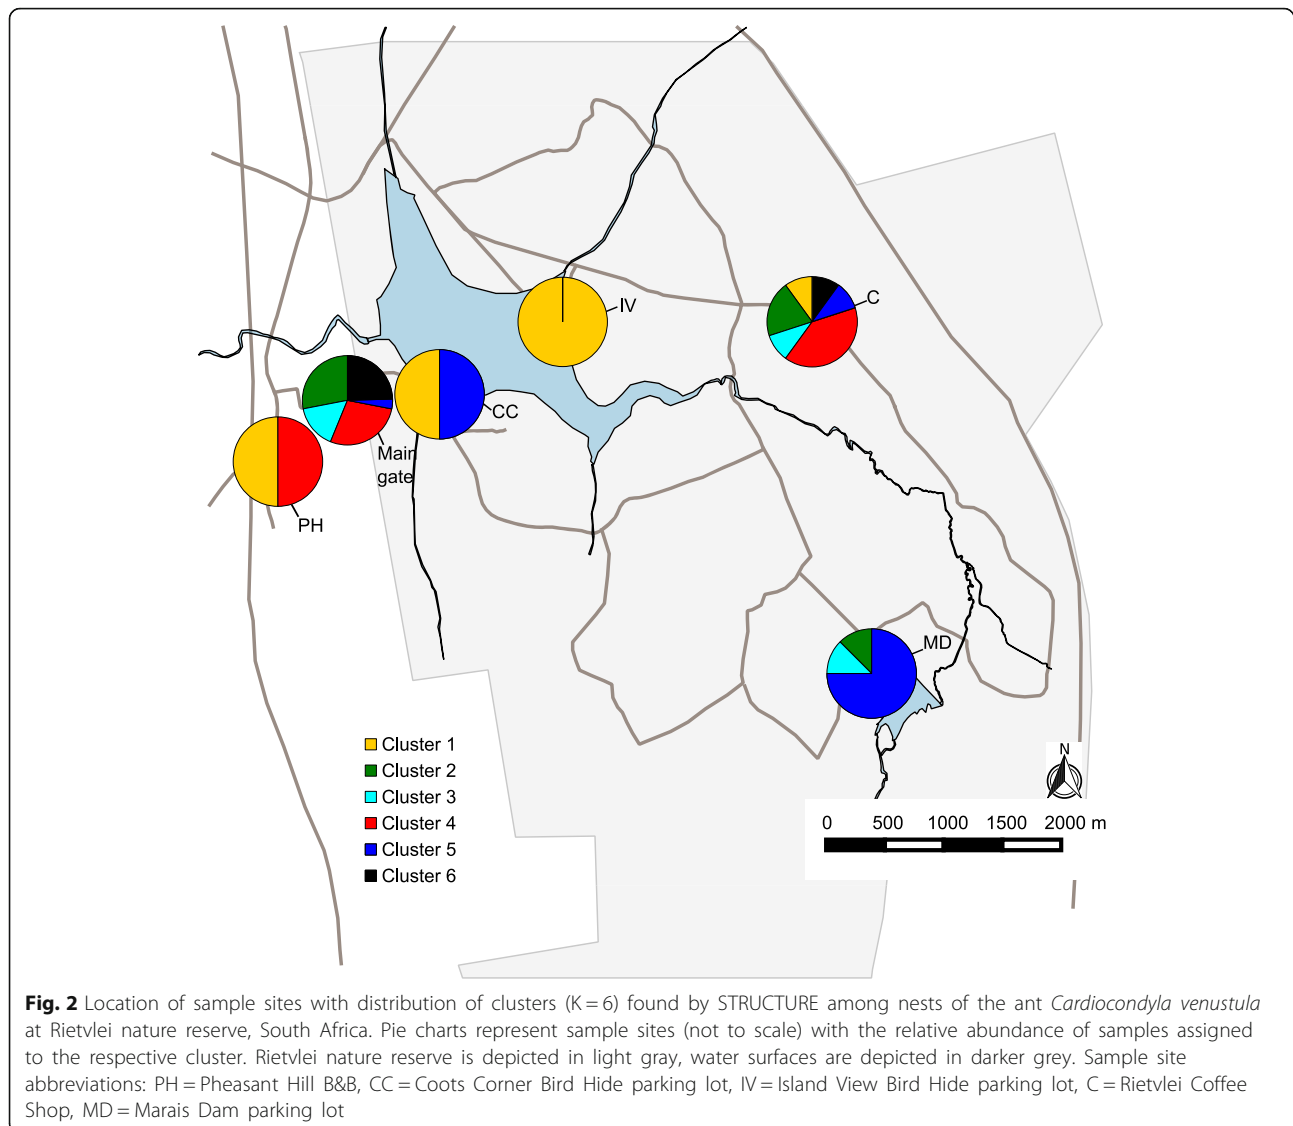 IV
C
CC
Main
gate
PH
MD
Cluster 1
Cluster 2
Cluster 3
Cluster 4
Cluster 5
Cluster 6
N
0 500 1000 1500 2000 m
Fig. 2 Location of sample sites with distribution of clusters (K = 6) found by STRUCTURE among nests of the ant Cardiocondyla venustula
at Rietvlei nature reserve, South Africa. Pie charts represent sample sites (not to scale) with the relative abundance of samples assigned
to the respective cluster. Rietvlei nature reserve is depicted in light gray, water surfaces are depicted in darker grey. Sample site
abbreviations: PH = Pheasant Hill B&B, CC = Coots Corner Bird Hide parking lot, IV = Island View Bird Hide parking lot, C = Rietvlei Coffee
Shop, MD = Marais Dam parking lot